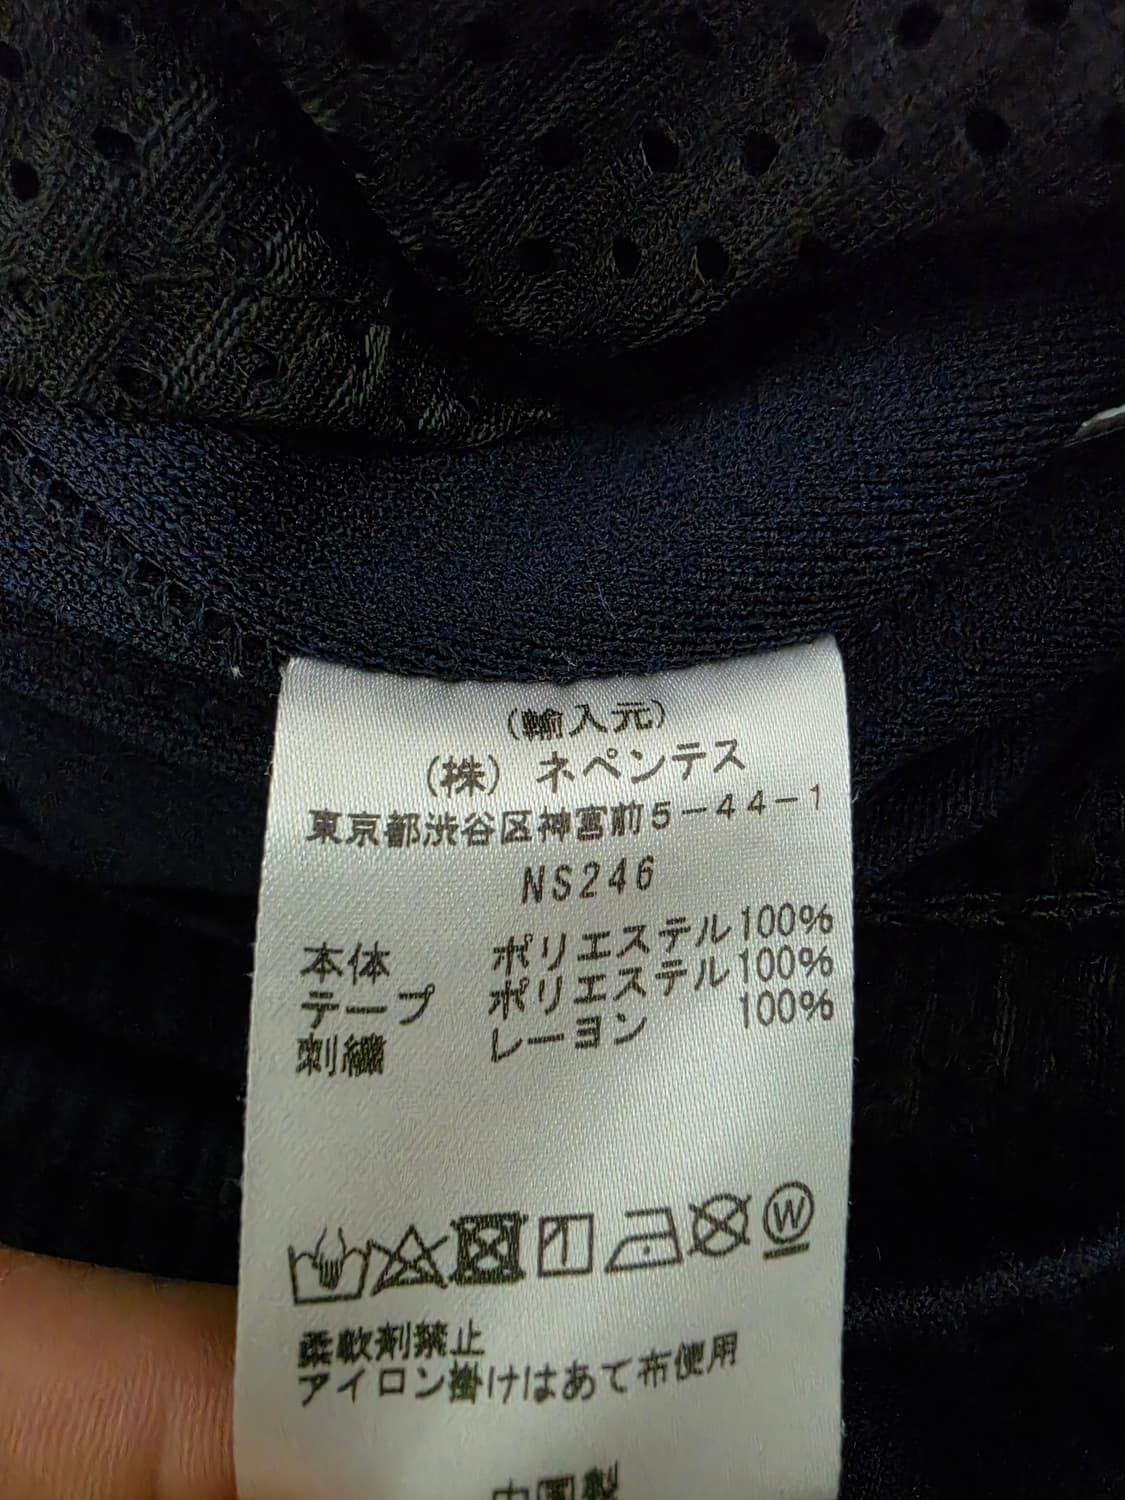 (輸入元)
(株) ネペンテス
東京都渋谷区神宮前5-44-1
NS246
本体 ポリエステル100%
テープ ポリエステル100%
刺繍 レーヨン 100%
W
柔軟剤禁止
アイロン掛けはあて布使用
中国製